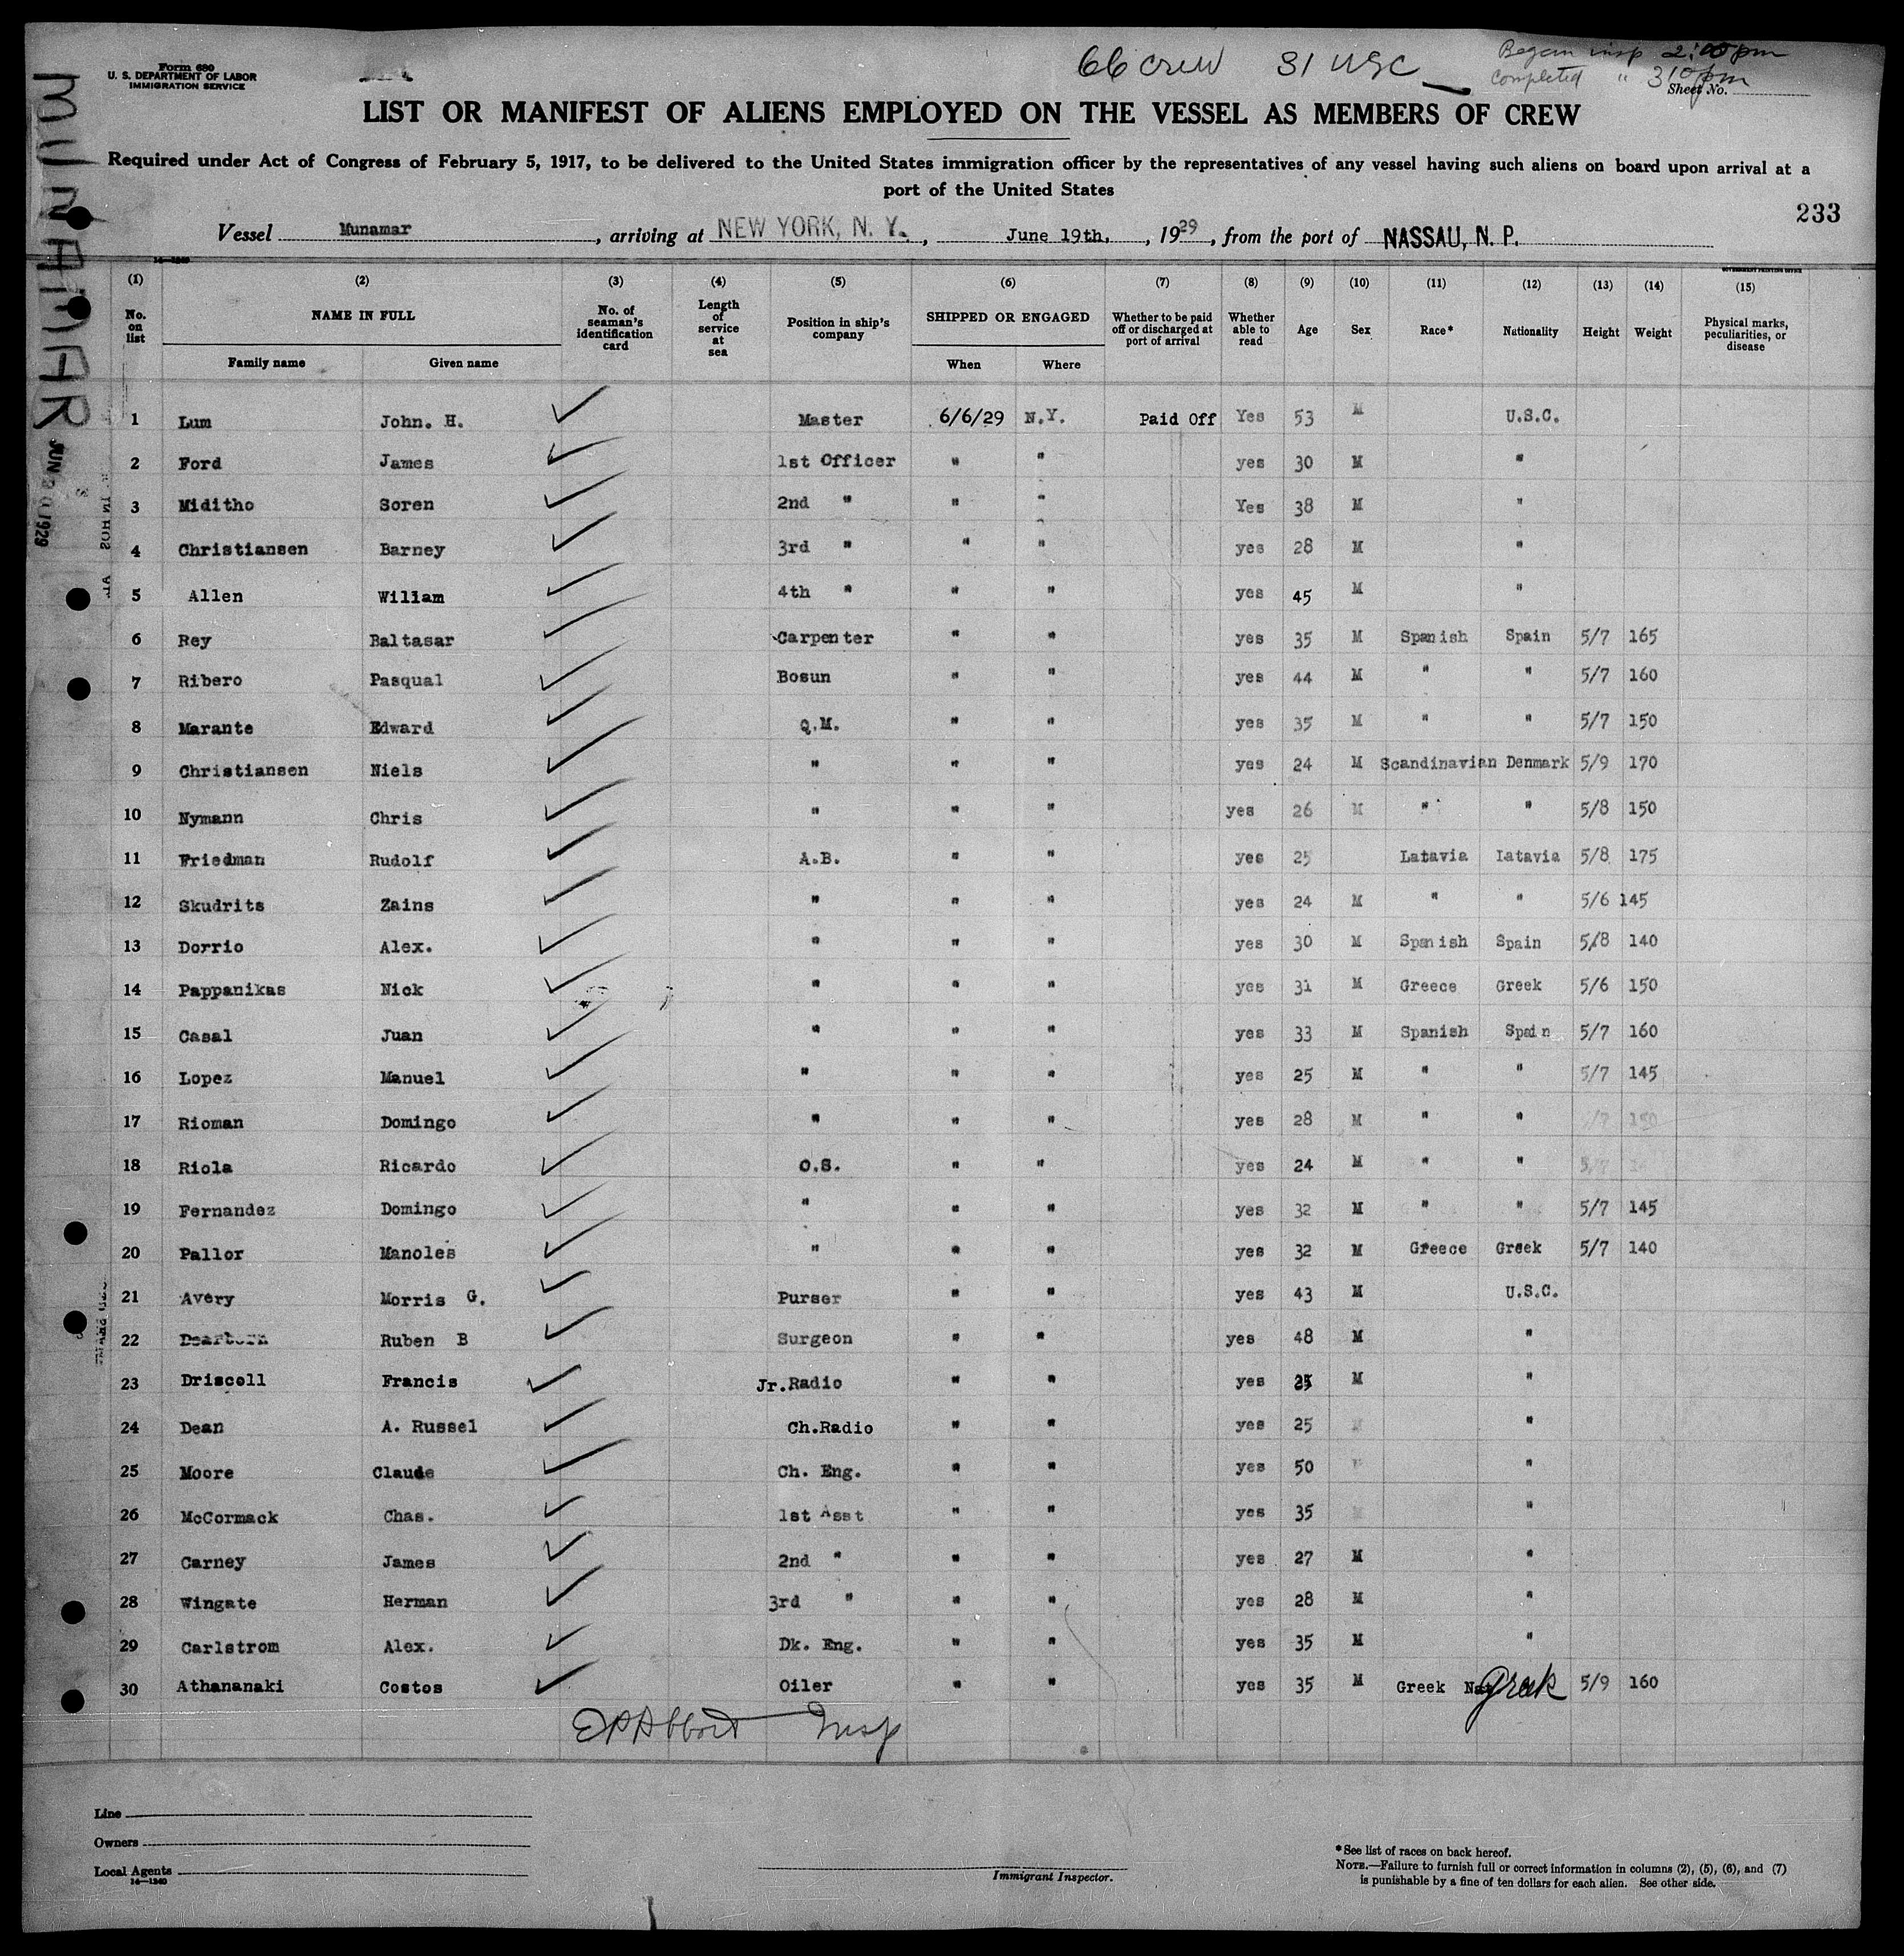 Form 680
U. S. DEPARTMENT OF LABOR
IMMIGRATION SERVICE
66 crew 31 USC
Began insp 2:00 pm
completed " 310 pm
Sheet No.
LIST OR MANIFEST OF ALIENS EMPLOYED ON THE VESSEL AS MEMBERS OF CREW
Required under Act of Congress of February 5, 1917, to be delivered to the United States immigration officer by the representatives of any vessel having such aliens on board upon arrival at a
port of the United States
233
Vessel Munamar, arriving at NEW YORK, N. Y., June 19th, 1929, from the port of NASSAU, N. P.
MUNAMAR
JUN 20 1929
14—1240
GOVERNMENT PRINTING OFFICE
(1) (2) (3) (4) (5) (6) (7) (8) (9) (10) (11) (12) (13) (14) (15)
No. on list NAME IN FULL No. of seaman's identification card Length of service at sea Position in ship's company SHIPPED OR ENGAGED Whether to be paid off or discharged at port of arrival Whether able to read Age Sex Race* Nationality Height Weight Physical marks, peculiarities, or disease
Family name Given name When Where
1 Lum John. H. Master 6/6/29 N.Y. Paid Off Yes 53 M U.S.C.
2 Ford James 1st Officer " " yes 30 M "
3 Miditho Soren 2nd " " " Yes 38 M "
4 Christiansen Barney 3rd " " " yes 28 M "
5 Allen William 4th " " " yes 45 M "
6 Rey Baltasar Carpenter " " yes 35 M Spanish Spain 5/7 165
7 Ribero Pasqual Bosun " " yes 44 M " " 5/7 160
8 Marante Edward Q.M. " " yes 35 M " " 5/7 150
9 Christiansen Niels " " " yes 24 M Scandinavian Denmark 5/9 170
10 Nymann Chris " " " yes 26 M " " 5/8 150
11 Friedman Rudolf A.B. " " yes 25 Latavia Latavia 5/8 175
12 Skudrits Zains " " " yes 24 M " " 5/6 145
13 Dorrio Alex. " " " yes 30 M Spanish Spain 5/8 140
14 Pappanikas Nick " " " yes 31 M Greece Greek 5/6 150
15 Casal Juan " " " yes 33 M Spanish Spain 5/7 160
16 Lopez Manuel " " " yes 25 M " " 5/7 145
17 Rioman Domingo " " " yes 28 M " " 5/7 150
18 Riola Ricardo O.S. " " yes 24 M " "
19 Fernandez Domingo " " " yes 32 M " " 5/7 145
20 Pallor Manoles " " " yes 32 M Greece Greek 5/7 140
21 Avery Morris G. Purser " " yes 43 M U.S.C.
22 Dearborn Ruben B Surgeon " " yes 48 M "
23 Driscoll Francis Jr.Radio " " yes 25 M "
24 Dean A. Russel Ch.Radio " " yes 25 M "
25 Moore Claude Ch. Eng. " " yes 50 M "
26 McCormack Chas. 1st Asst " " yes 35 M "
27 Carney James 2nd " " " yes 27 M "
28 Wingate Herman 3rd " " " yes 28 M "
29 Carlstrom Alex. Dk. Eng. " " yes 35 M "
30 Athananaki Costos Oiler " " yes 35 M Greek Greek 5/9 160
E A Abbott Insp
Line
Owners
Local Agents
14—1240
Immigrant Inspector.
*See list of races on back hereof.
NOTE.—Failure to furnish full or correct information in columns (2), (5), (6), and (7)
is punishable by a fine of ten dollars for each alien. See other side.